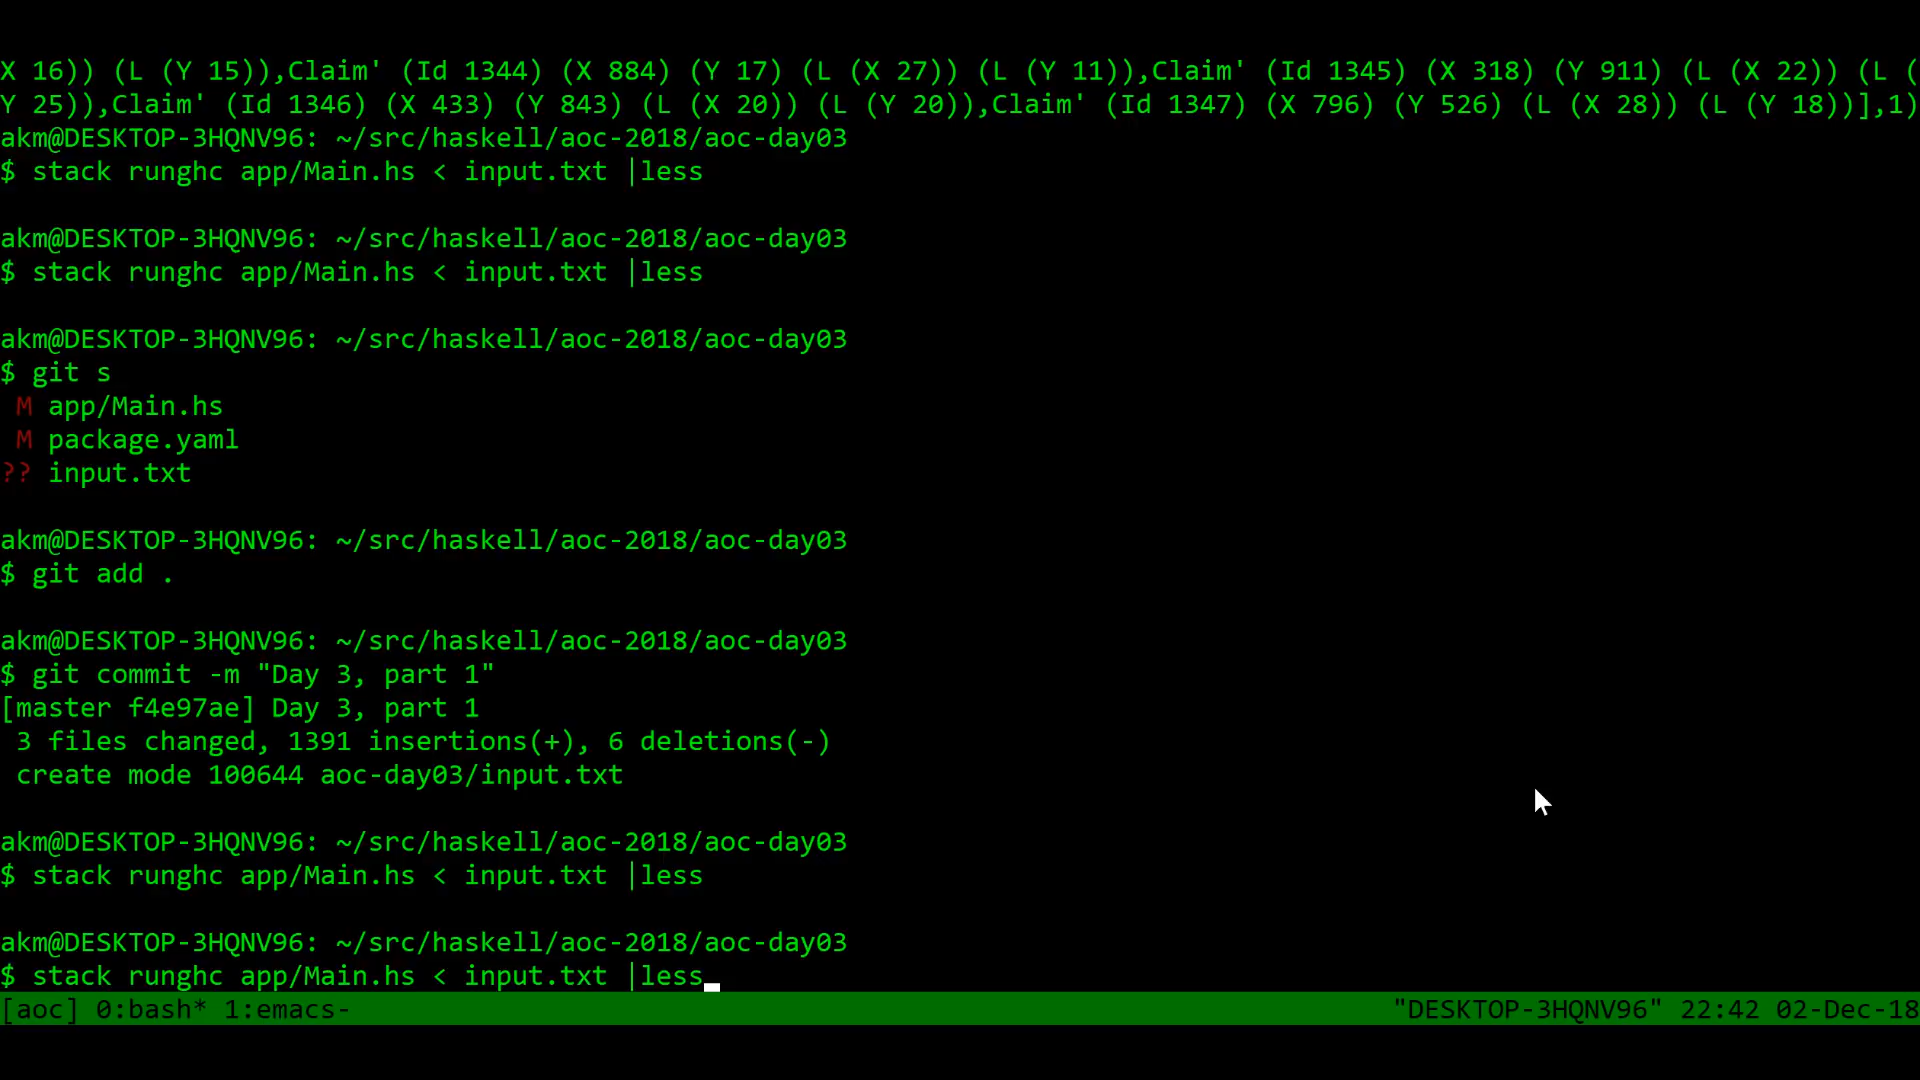 X 16)) (L (Y 15)),Claim' (Id 1344) (X 884) (Y 17) (L (X 27)) (L (Y 11)),Claim' (Id 1345) (X 318) (Y 911) (L (X 22)) (L (
Y 25)),Claim' (Id 1346) (X 433) (Y 843) (L (X 20)) (L (Y 20)),Claim' (Id 1347) (X 796) (Y 526) (L (X 28)) (L (Y 18))],1)
akm@DESKTOP-3HQNV96: ~/src/haskell/aoc-2018/aoc-day03
$ stack runghc app/Main.hs < input.txt |less
akm@DESKTOP-3HQNV96: ~/src/haskell/aoc-2018/aoc-day03
$ stack runghc app/Main.hs < input.txt |less
akm@DESKTOP-3HQNV96: ~/src/haskell/aoc-2018/aoc-day03
$ git s
 M app/Main.hs
 M package.yaml
?? input.txt
akm@DESKTOP-3HQNV96: ~/src/haskell/aoc-2018/aoc-day03
$ git add .
akm@DESKTOP-3HQNV96: ~/src/haskell/aoc-2018/aoc-day03
$ git commit -m "Day 3, part 1"
[master f4e97ae] Day 3, part 1
 3 files changed, 1391 insertions(+), 6 deletions(-)
 create mode 100644 aoc-day03/input.txt
akm@DESKTOP-3HQNV96: ~/src/haskell/aoc-2018/aoc-day03
$ stack runghc app/Main.hs < input.txt |less
akm@DESKTOP-3HQNV96: ~/src/haskell/aoc-2018/aoc-day03
$ stack runghc app/Main.hs < input.txt |less
[aoc] 0:bash* 1:emacs- "DESKTOP-3HQNV96" 22:42 02-Dec-18